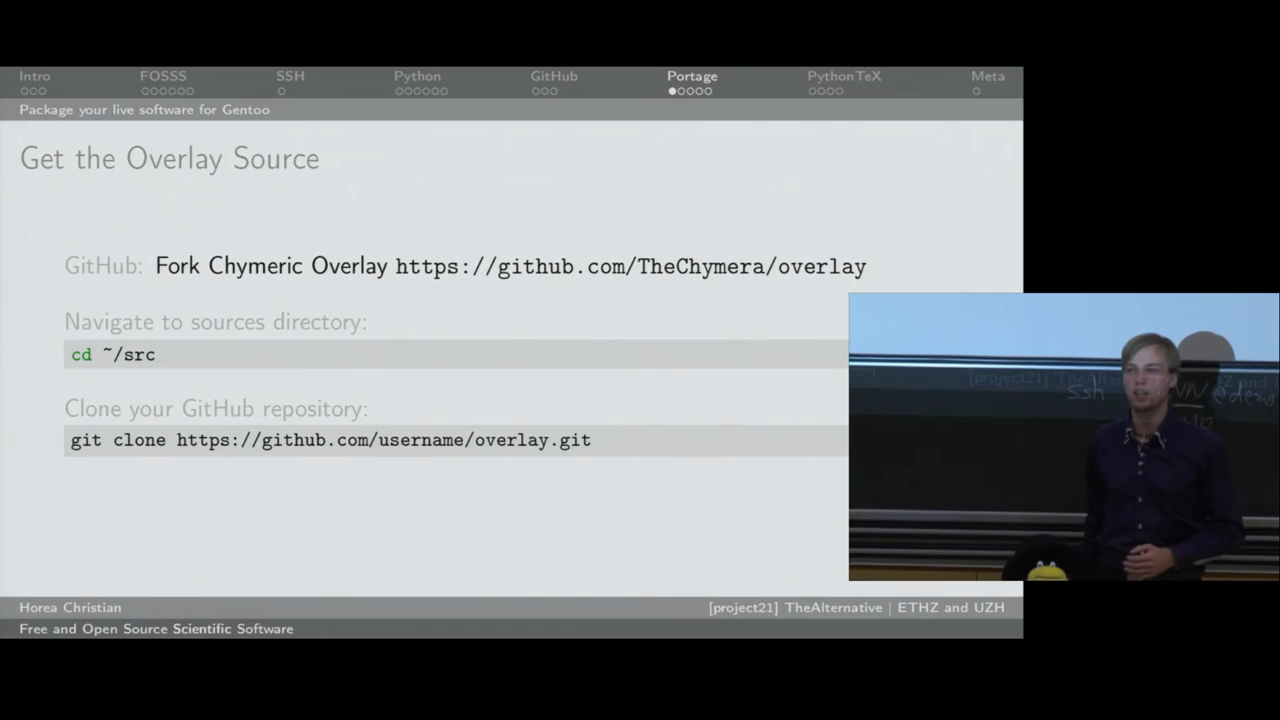 Intro FOSSS SSH Python GitHub Portage PythonTeX Meta
Package your live software for Gentoo
Get the Overlay Source
GitHub: Fork Chymeric Overlay https://github.com/TheChymera/overlay
Navigate to sources directory:
cd ~/src
Clone your GitHub repository:
git clone https://github.com/username/overlay.git
[project21]
ssh
Horea Christian [project21] TheAlternative | ETHZ and UZH
Free and Open Source Scientific Software